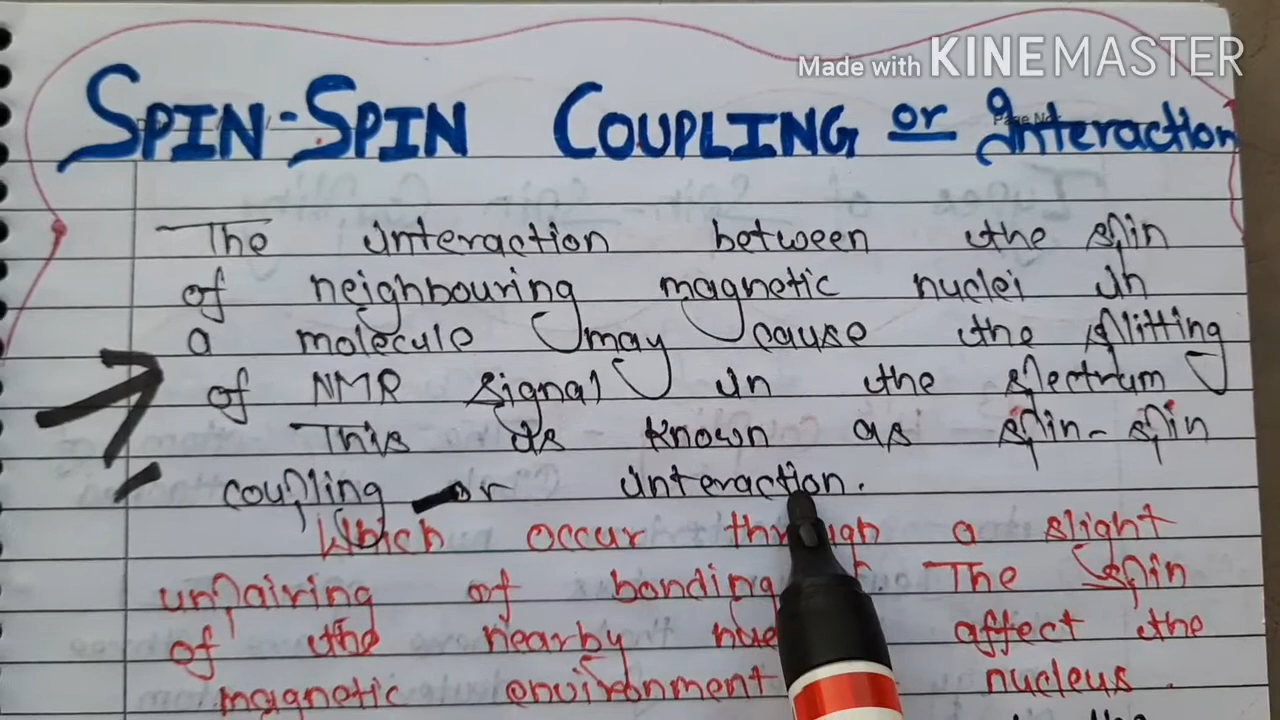 Made with KINEMASTER
SPIN-SPIN COUPLING or Interaction
The interaction between the spin
of neighbouring magnetic nuclei in
a molecule may cause the splitting
of NMR signal in the spectrum
This is known as spin-spin
coupling or interaction.
Which occur through a slight
unpairing of bonding The spin
of the nearby affect the
magnetic environment nucleus.
the